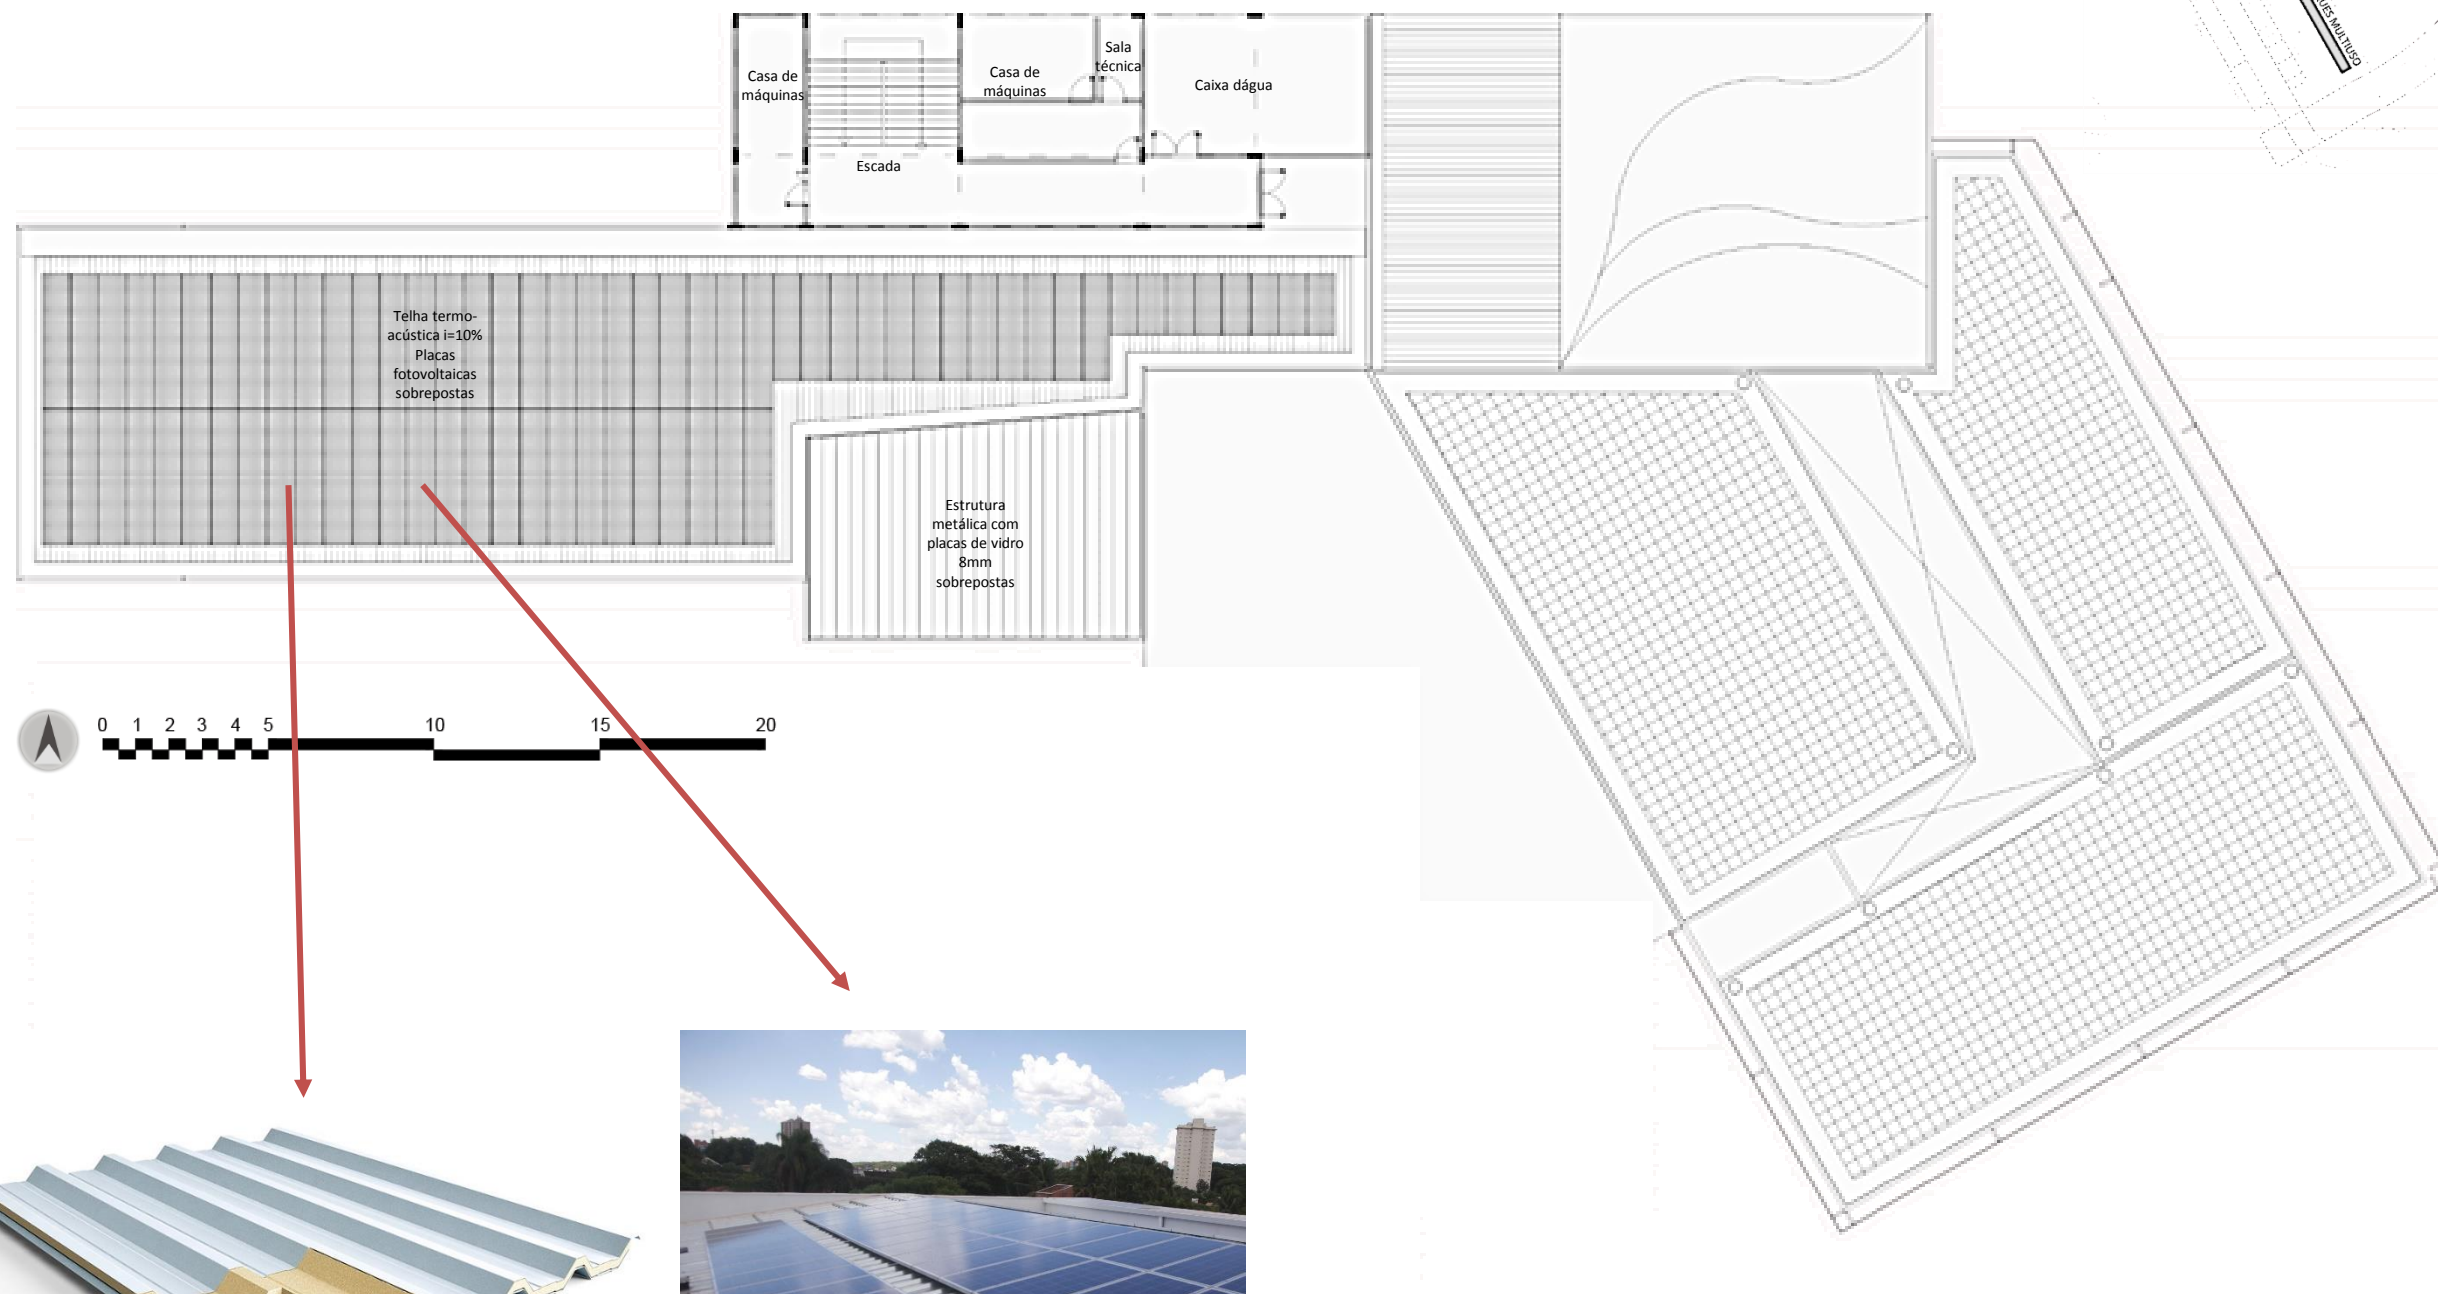 Casa de
máquinas
Escada
Casa de
máquinas
Sala
técnica
Caixa dágua
MULTIUSO
Telha termo-
acústica i=10%
Placas
fotovoltaicas
sobrepostas
Estrutura
metálica com
placas de vidro
8mm
sobrepostas
0 1 2 3 4 5 10 15 20